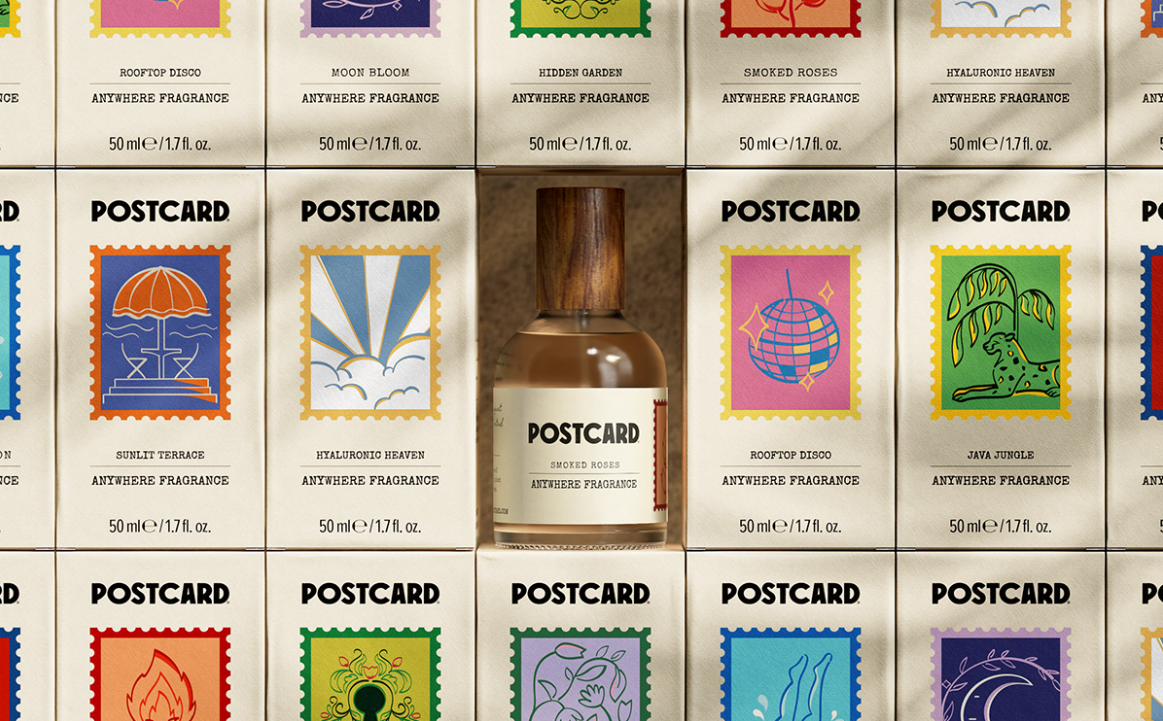 ROOFTOP DISCO
ANYWHERE FRAGRANCE
50 ml℮/1.7 fl. oz.
MOON BLOOM
ANYWHERE FRAGRANCE
50 ml℮/1.7 fl. oz.
HIDDEN GARDEN
ANYWHERE FRAGRANCE
50 ml℮/1.7 fl. oz.
SMOKED ROSES
ANYWHERE FRAGRANCE
50 ml℮/1.7 fl. oz.
HYALURONIC HEAVEN
ANYWHERE FRAGRANCE
50 ml℮/1.7 fl. oz.
POSTCARD
SUNLIT TERRACE
ANYWHERE FRAGRANCE
50 ml℮/1.7 fl. oz.
POSTCARD
HYALURONIC HEAVEN
ANYWHERE FRAGRANCE
50 ml℮/1.7 fl. oz.
POSTCARD
SMOKED ROSES
ANYWHERE FRAGRANCE
POSTCARD
ROOFTOP DISCO
ANYWHERE FRAGRANCE
50 ml℮/1.7 fl. oz.
POSTCARD
JAVA JUNGLE
ANYWHERE FRAGRANCE
50 ml℮/1.7 fl. oz.
POSTCARD
POSTCARD
POSTCARD
POSTCARD
POSTCARD